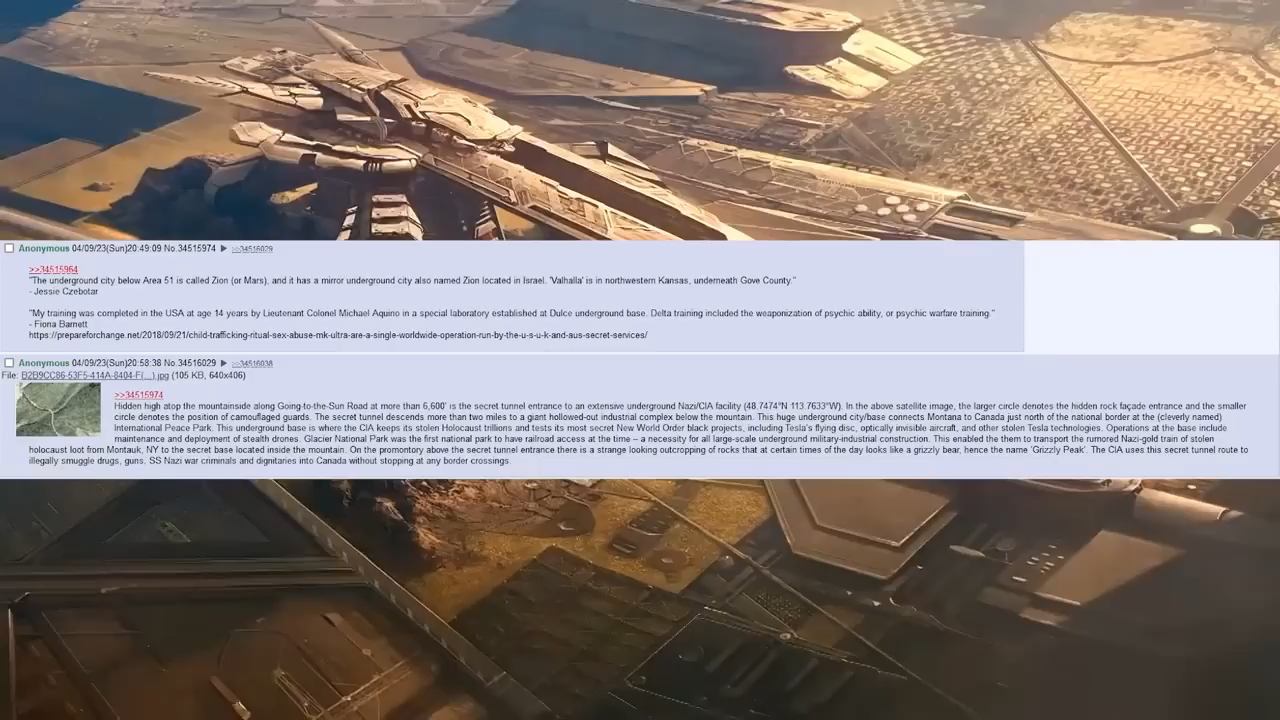 Anonymous 04/09/23(Sun)20:49:09 No.34515974 ▶ >>34516029
>>34515964
"The underground city below Area 51 is called Zion (or Mars), and it has a mirror underground city also named Zion located in Israel. 'Valhalla' is in northwestern Kansas, underneath Gove County."
- Jessie Czebotar
"My training was completed in the USA at age 14 years by Lieutenant Colonel Michael Aquino in a special laboratory established at Dulce underground base. Delta training included the weaponization of psychic ability, or psychic warfare training."
- Fiona Barnett
https://prepareforchange.net/2018/09/21/child-trafficking-ritual-sex-abuse-mk-ultra-are-a-single-worldwide-operation-run-by-the-u-s-u-k-and-aus-secret-services/
Anonymous 04/09/23(Sun)20:58:38 No.34516029 ▶ >>34516038
File: B2B9CC86-53F5-414A-8404-F(...).jpg (105 KB, 640x406)
>>34515974
Hidden high atop the mountainside along Going-to-the-Sun Road at more than 6,600' is the secret tunnel entrance to an extensive underground Nazi/CIA facility (48.7474°N 113.7633°W). In the above satellite image, the larger circle denotes the hidden rock façade entrance and the smaller
circle denotes the position of camouflaged guards. The secret tunnel descends more than two miles to a giant hollowed-out industrial complex below the mountain. This huge underground city/base connects Montana to Canada just north of the national border at the (cleverly named)
International Peace Park. This underground base is where the CIA keeps its stolen Holocaust trillions and tests its most secret New World Order black projects, including Tesla's flying disc, optically invisible aircraft, and other stolen Tesla technologies. Operations at the base include
maintenance and deployment of stealth drones. Glacier National Park was the first national park to have railroad access at the time – a necessity for all large-scale underground military-industrial construction. This enabled the them to transport the rumored Nazi-gold train of stolen
holocaust loot from Montauk, NY to the secret base located inside the mountain. On the promontory above the secret tunnel entrance there is a strange looking outcropping of rocks that at certain times of the day looks like a grizzly bear, hence the name 'Grizzly Peak'. The CIA uses this secret tunnel route to
illegally smuggle drugs, guns. SS Nazi war criminals and dignitaries into Canada without stopping at any border crossings.